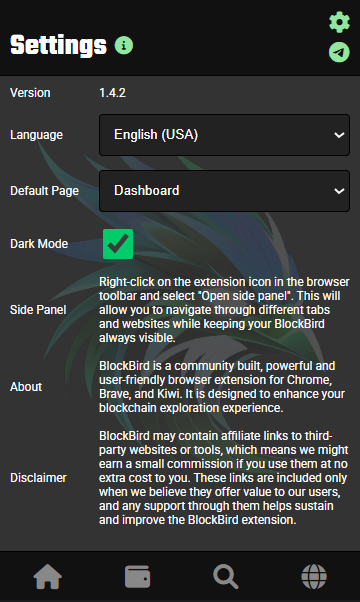 Settings
Version 1.4.2
Language English (USA)
Default Page Dashboard
Dark Mode
Right-click on the extension icon in the browser
toolbar and select "Open side panel". This will
Side Panel allow you to navigate through different tabs
and websites while keeping your BlockBird
always visible.
BlockBird is a community built, powerful and
About user-friendly browser extension for Chrome,
Brave, and Kiwi. It is designed to enhance your
blockchain exploration experience.
BlockBird may contain affiliate links to third-
party websites or tools, which means we might
earn a small commission if you use them at no
Disclaimer extra cost to you. These links are included only
when we believe they offer value to our users,
and any support through them helps sustain
and improve the BlockBird extension.